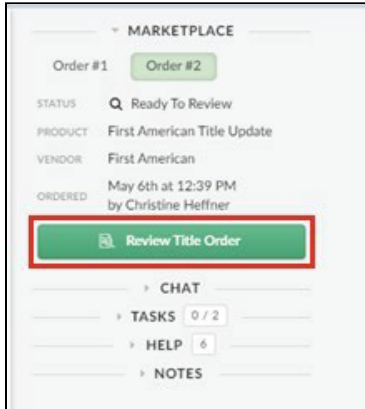 MARKETPLACE
Order #1 Order #2
STATUS Ready To Review
PRODUCT First American Title Update
VENDOR First American
ORDERED May 6th at 12:39 PM
by Christine Heffner
Review Title Order
CHAT
TASKS 0 / 2
HELP 6
NOTES